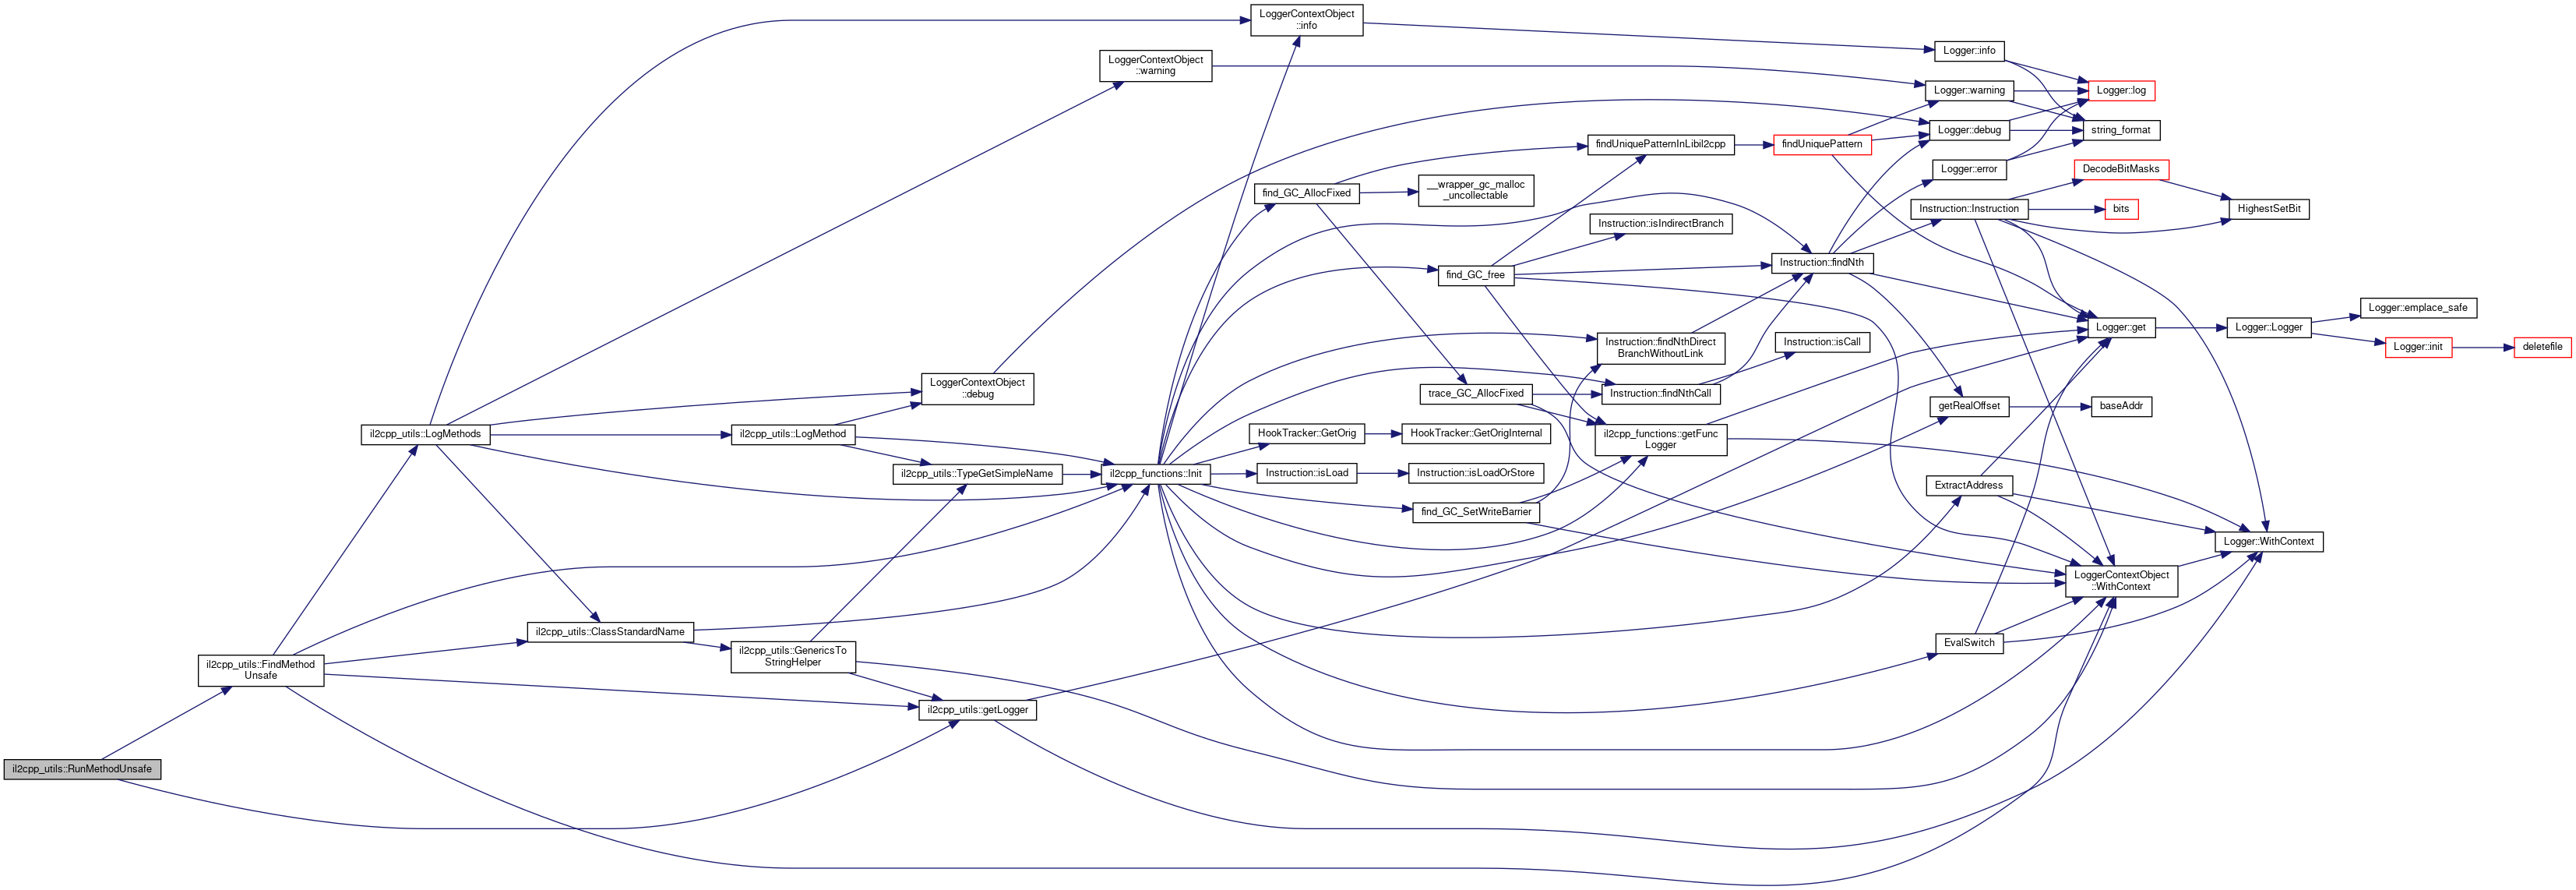 il2cpp_utils::RunMethodUnsafe
il2cpp_utils::FindMethod
Unsafe
il2cpp_utils::LogMethods
il2cpp_utils::ClassStandardName
il2cpp_utils::LogMethod
il2cpp_utils::GenericsTo
StringHelper
il2cpp_utils::TypeGetSimpleName
LoggerContextObject
::debug
il2cpp_utils::getLogger
LoggerContextObject
::warning
il2cpp_functions::Init
LoggerContextObject
::info
find_GC_AllocFixed
HookTracker::GetOrig
Instruction::isLoad
__wrapper_gc_malloc
_uncollectable
find_GC_free
trace_GC_AllocFixed
HookTracker::GetOrigInternal
Instruction::isLoadOrStore
find_GC_SetWriteBarrier
findUniquePatternInLibil2cpp
Instruction::isIndirectBranch
Instruction::findNthDirect
BranchWithoutLink
Instruction::findNthCall
il2cpp_functions::getFunc
Logger
findUniquePattern
Instruction::findNth
Instruction::isCall
Logger::info
Logger::warning
Logger::debug
Logger::error
Instruction::Instruction
getRealOffset
ExtractAddress
EvalSwitch
Logger::log
string_format
DecodeBitMasks
bits
Logger::get
baseAddr
LoggerContextObject
::WithContext
HighestSetBit
Logger::Logger
Logger::WithContext
Logger::emplace_safe
Logger::init
deletefile